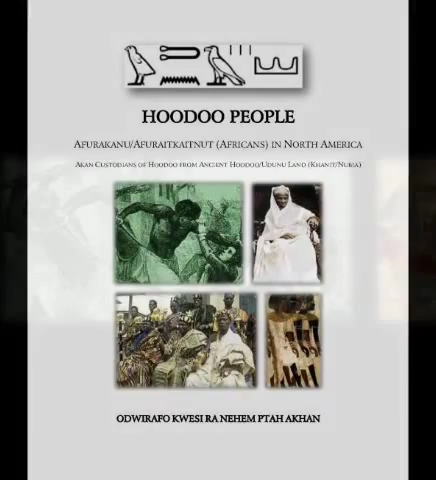 HOODOO PEOPLE
AFURAKANU/AFURAITKAITNUT (AFRICANS) IN NORTH AMERICA
AKAN CUSTODIANS OF HOODOO FROM ANCIENT HOODOO/UDUNU LAND (KHANIT/NUBIA)
ODWIRAFO KWESI RA NEHEM PTAH AKHAN